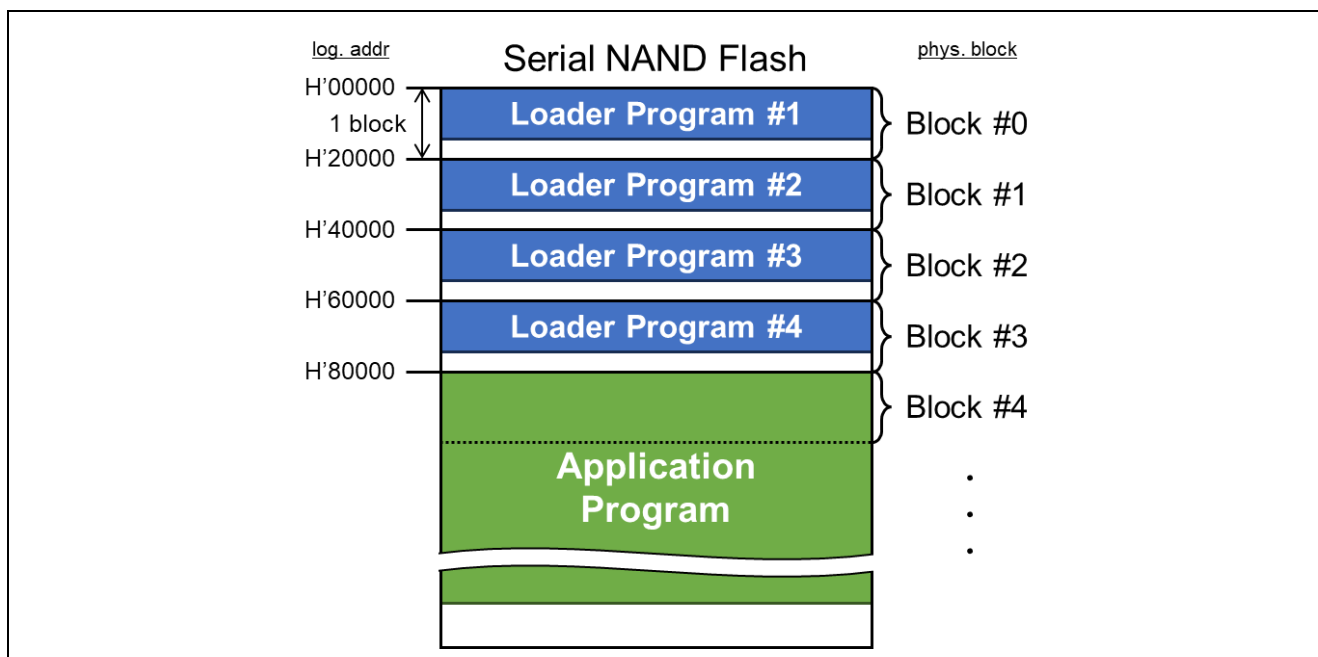 log. addr
Serial NAND Flash
phys. block
H’00000
Loader Program #1
1 block
Block #0
H’20000
Loader Program #2
Block #1
H’40000
Loader Program #3
Block #2
H’60000
Loader Program #4
Block #3
H’80000
Block #4
Application
Program